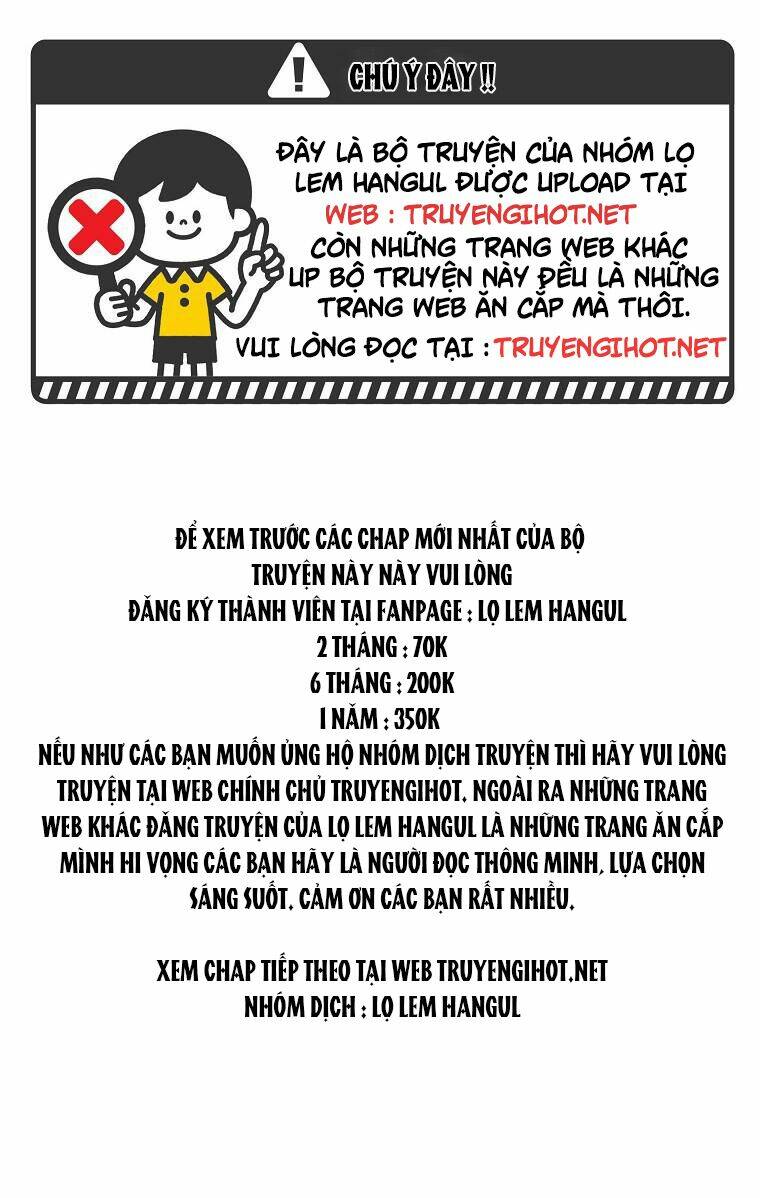 CHÚ Ý ĐÂY !!
ĐÂY LÀ BỘ TRUYỆN CỦA NHÓM LỌ
LEM HANGUL ĐƯỢC UPLOAD TẠI
WEB : TRUYENGIHOT.NET
CÒN NHỮNG TRANG WEB KHÁC
UP BỘ TRUYỆN NÀY ĐỀU LÀ NHỮNG
TRANG WEB ĂN CẮP MÀ THÔI.
VUI LÒNG ĐỌC TẠI : TRUYENGIHOT.NET
ĐỂ XEM TRƯỚC CÁC CHAP MỚI NHẤT CỦA BỘ
TRUYỆN NÀY NÀY VUI LÒNG
ĐĂNG KÝ THÀNH VIÊN TẠI FANPAGE : LỌ LEM HANGUL
2 THÁNG : 70K
6 THÁNG : 200K
1 NĂM : 350K
NẾU NHƯ CÁC BẠN MUỐN ỦNG HỘ NHÓM DỊCH TRUYỆN THÌ HÃY VUI LÒNG
TRUYỆN TẠI WEB CHÍNH CHỦ TRUYENGIHOT. NGOÀI RA NHỮNG TRANG
WEB KHÁC ĐĂNG TRUYỆN CỦA LỌ LEM HANGUL LÀ NHỮNG TRANG ĂN CẮP
MÌNH HI VỌNG CÁC BẠN HÃY LÀ NGƯỜI ĐỌC THÔNG MINH, LỰA CHỌN
SÁNG SUỐT. CẢM ƠN CÁC BẠN RẤT NHIỀU.
XEM CHAP TIẾP THEO TẠI WEB TRUYENGIHOT.NET
NHÓM DỊCH : LỌ LEM HANGUL